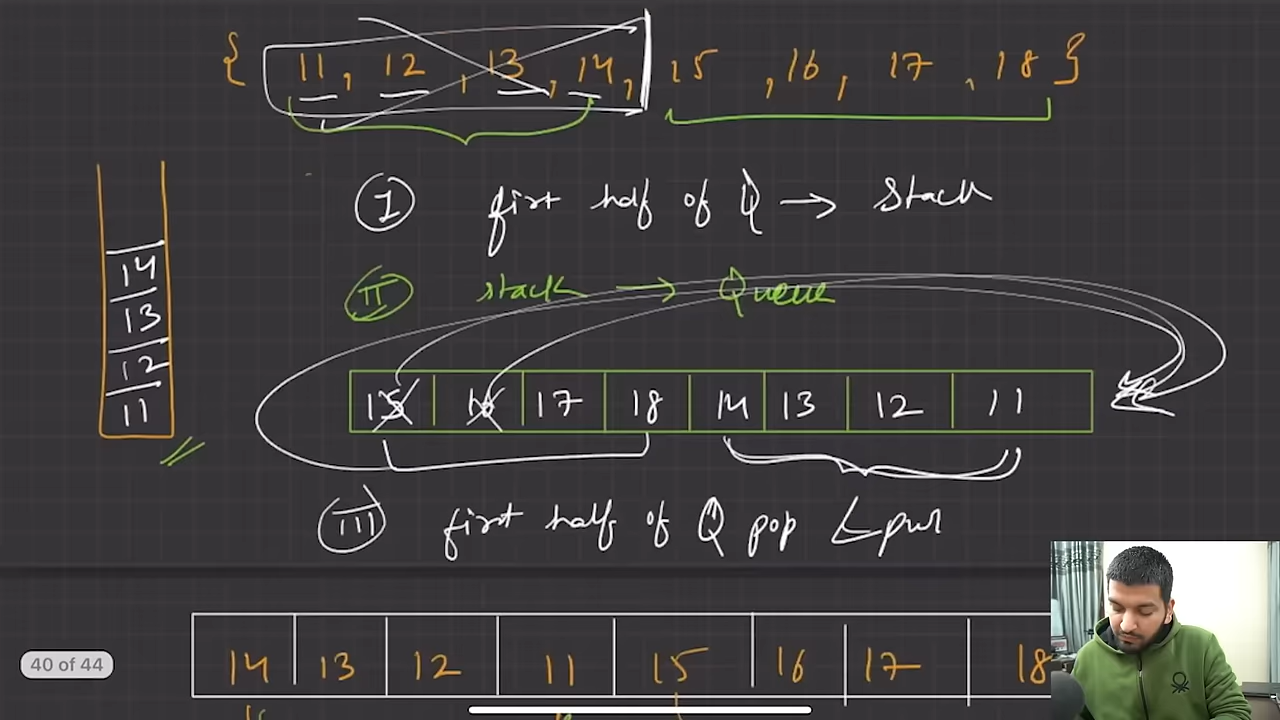 { 11, 12, 13, 14, 15, 16, 17, 18 }
I first half of Q → Stack
II stack → Queue
14
13
12
11
15 16 17 18 14 13 12 11
III first half of Q pop
14 13 12 11 15 16 17 18
40 of 44